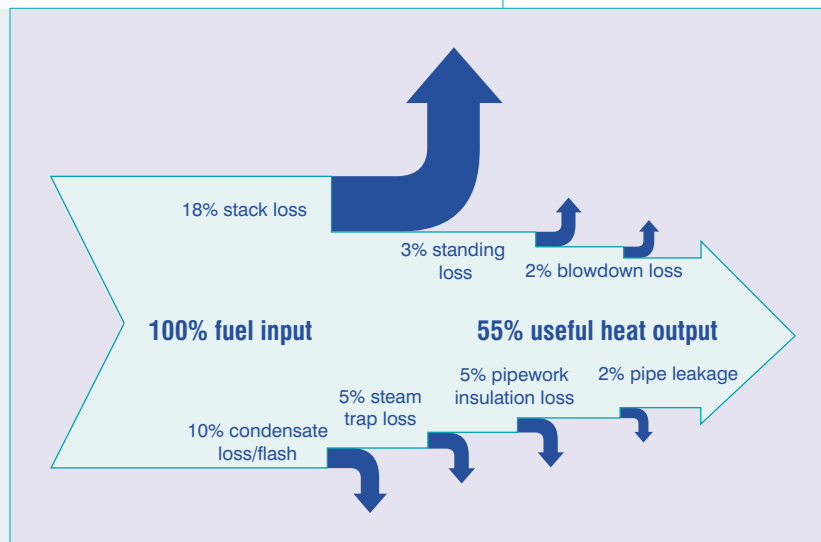 18% stack loss
3% standing
loss
2% blowdown loss
100% fuel input
55% useful heat output
5% pipework
insulation loss
2% pipe leakage
5% steam
trap loss
10% condensate
loss/flash